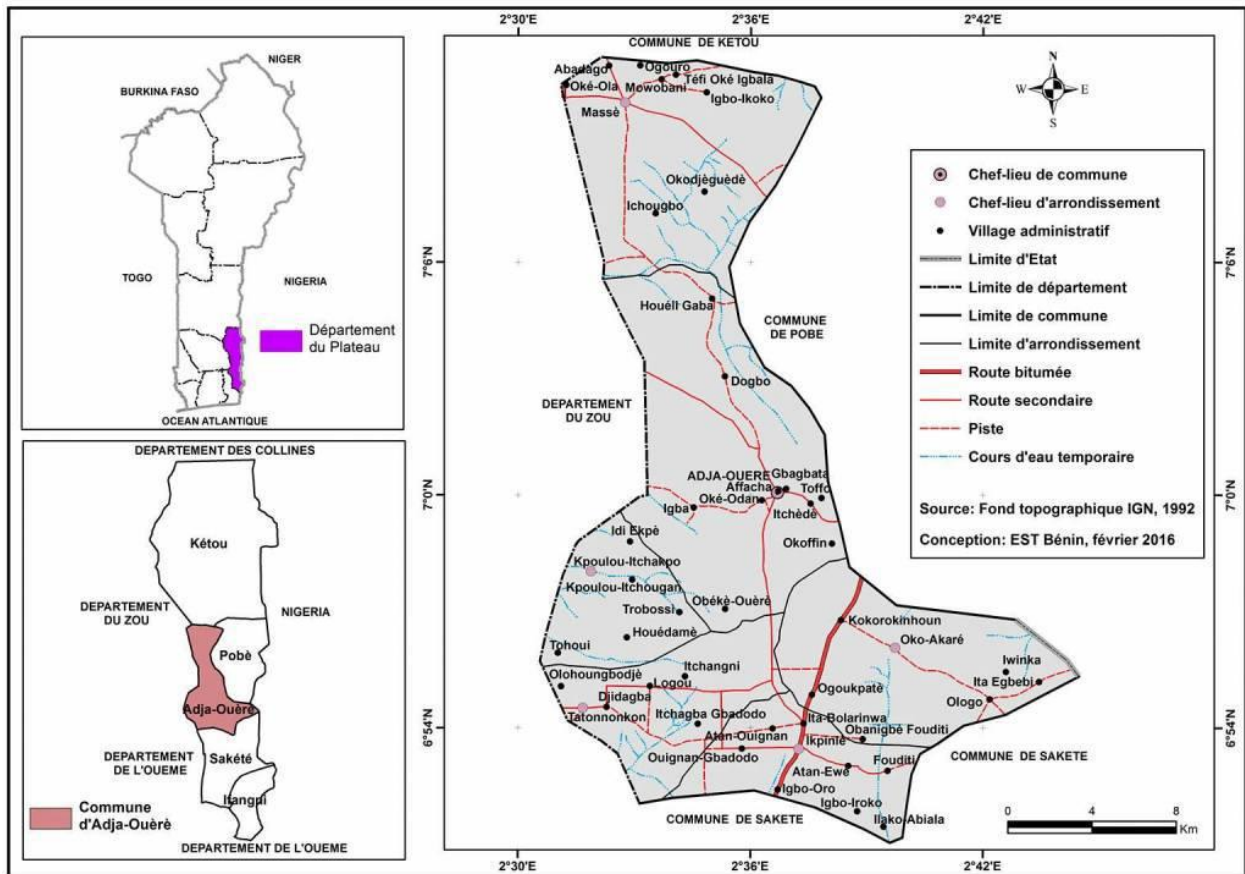 NIGER
BURKINA FASO
TOGO
NIGERIA
Département
du Plateau
OCEAN ATLANTIQUE
DEPARTEMENT DES COLLINES
Kétou
DEPARTEMENT
DU ZOU
NIGERIA
Pobè
Adja-Ouèrè
DEPARTEMENT
DE L'OUEME
Sakété
Commune
d'Adja-Ouèrè
DEPARTEMENT DE L'OUEME
2°30'E
2°36'E
2°42'E
COMMUNE DE KETOU
Abadago
Ogouro
Téfi Oké Igbala
Oké-Ola
Mowobani
Igbo-Ikoko
Massè
Okodjèguèdè
Ichougbo
7°6'N
7°6'N
Houéli Gaba
COMMUNE
DE POBE
Dogbo
DEPARTEMENT
DU ZOU
ADJA-OUERE
Gbagbata
Affacha
Toffo
7°0'N
7°0'N
Oké-Odan
Igba
Itchèdè
Idi Ekpè
Okoffin
Kpoulou-Itchakpo
Kpoulou-Itchougan
Obékè-Ouèrè
Trobossi
Kokorokinhoun
Houédamè
Oko-Akaré
Tohoui
Iwinka
Itchangni
Olohoungbodjè
Ita Egbebi
Logou
Djidagba
Ogoukpatè
Ologo
Tatonnonkon
Itchagba Gbadodo
Ita-Bolarinwa
6°54'N
6°54'N
Aten-Ouignan
Obanigbé Fouditi
Ikpinlè
Ouignan-Gbadodo
COMMUNE DE SAKETE
Atan-Ewé
Fouditi
Igbo-Oro
Igbo-Iroko
COMMUNE DE SAKETE
Ilako-Abiala
2°30'E
2°36'E
2°42'E
N
W E
S
Chef-lieu de commune
Chef-lieu d'arrondissement
Village administratif
Limite d'Etat
Limite de département
Limite de commune
Limite d'arrondissement
Route bitumée
Route secondaire
Piste
Cours d'eau temporaire
Source: Fond topographique IGN, 1992
Conception: EST Bénin, février 2016
0 4 8
Km